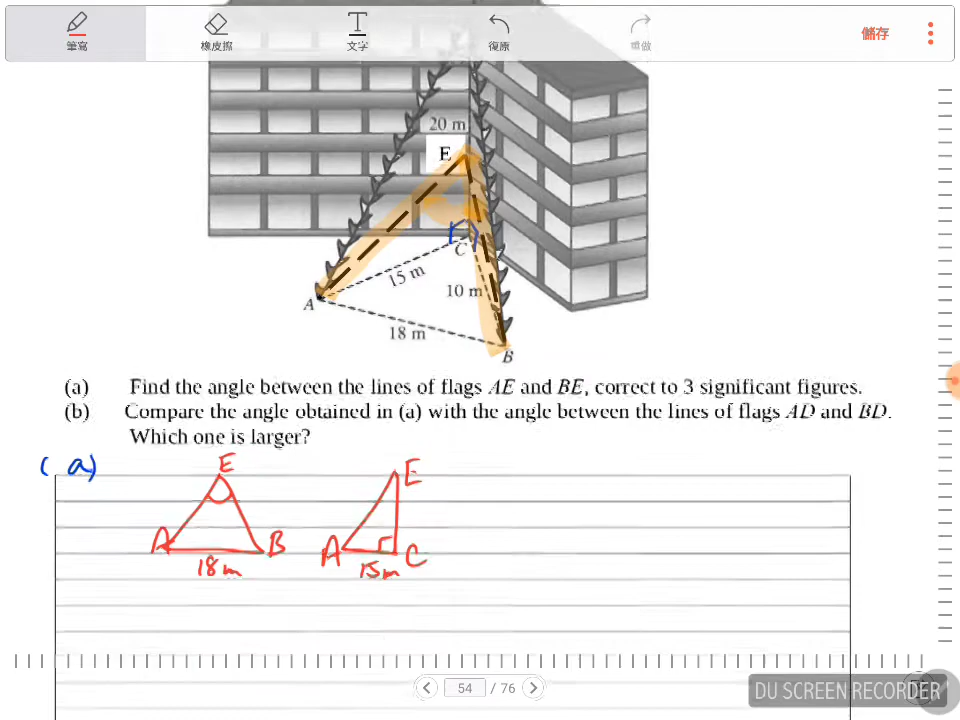 筆寫 橡皮擦 文字 復原 重做 儲存
20 m
E
C
15 m
10 m
A
18 m
B
(a) Find the angle between the lines of flags AE and BE, correct to 3 significant figures.
(b) Compare the angle obtained in (a) with the angle between the lines of flags AD and BD.
Which one is larger?
(a)
E E
A B A C
18m 15m
54 / 76
DU SCREEN RECORDER